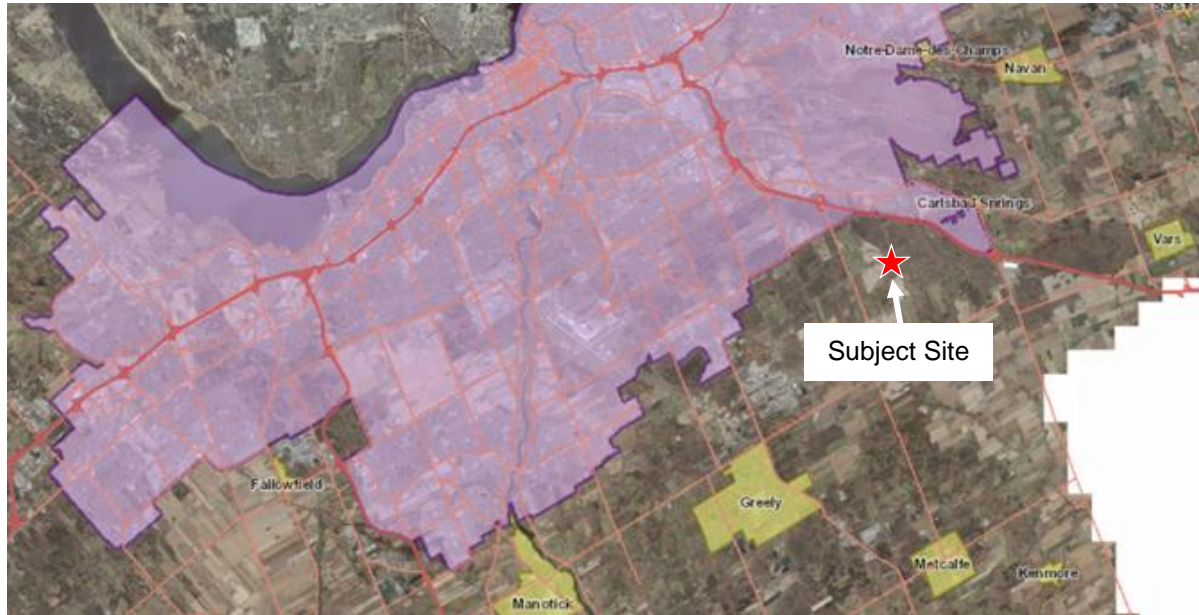 Notre-Dame-des-Champs
Navan
Carlsbad Springs
Vars
Subject Site
Fallowfield
Greely
Metcalfe
Kenmore
Manotick